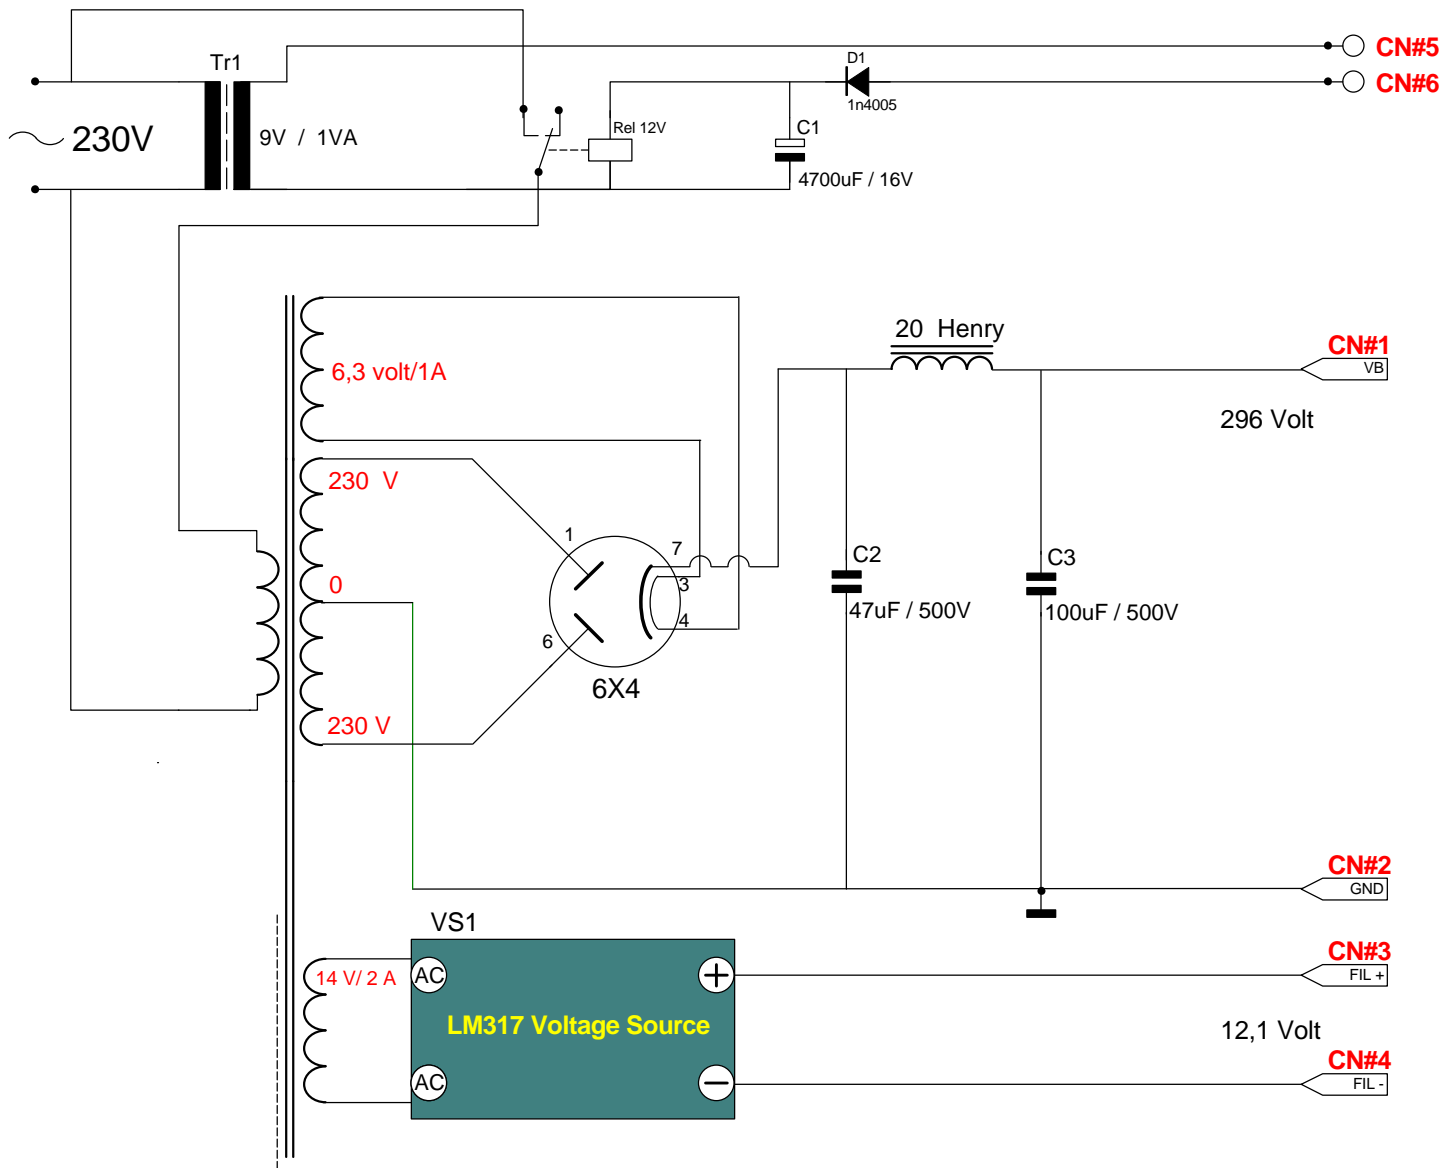 Tr1
D1
CN#5
CN#6
1n4005
230V
9V / 1VA
Rel 12V
C1
4700uF / 16V
20 Henry
CN#1
VB
6,3 volt/1A
296 Volt
230 V
1
7
C2
C3
0
3
47uF / 500V
100uF / 500V
4
6
6X4
230 V
CN#2
GND
VS1
CN#3
14 V/ 2 A
AC
+
FIL +
LM317 Voltage Source
12,1 Volt
CN#4
AC
−
FIL -